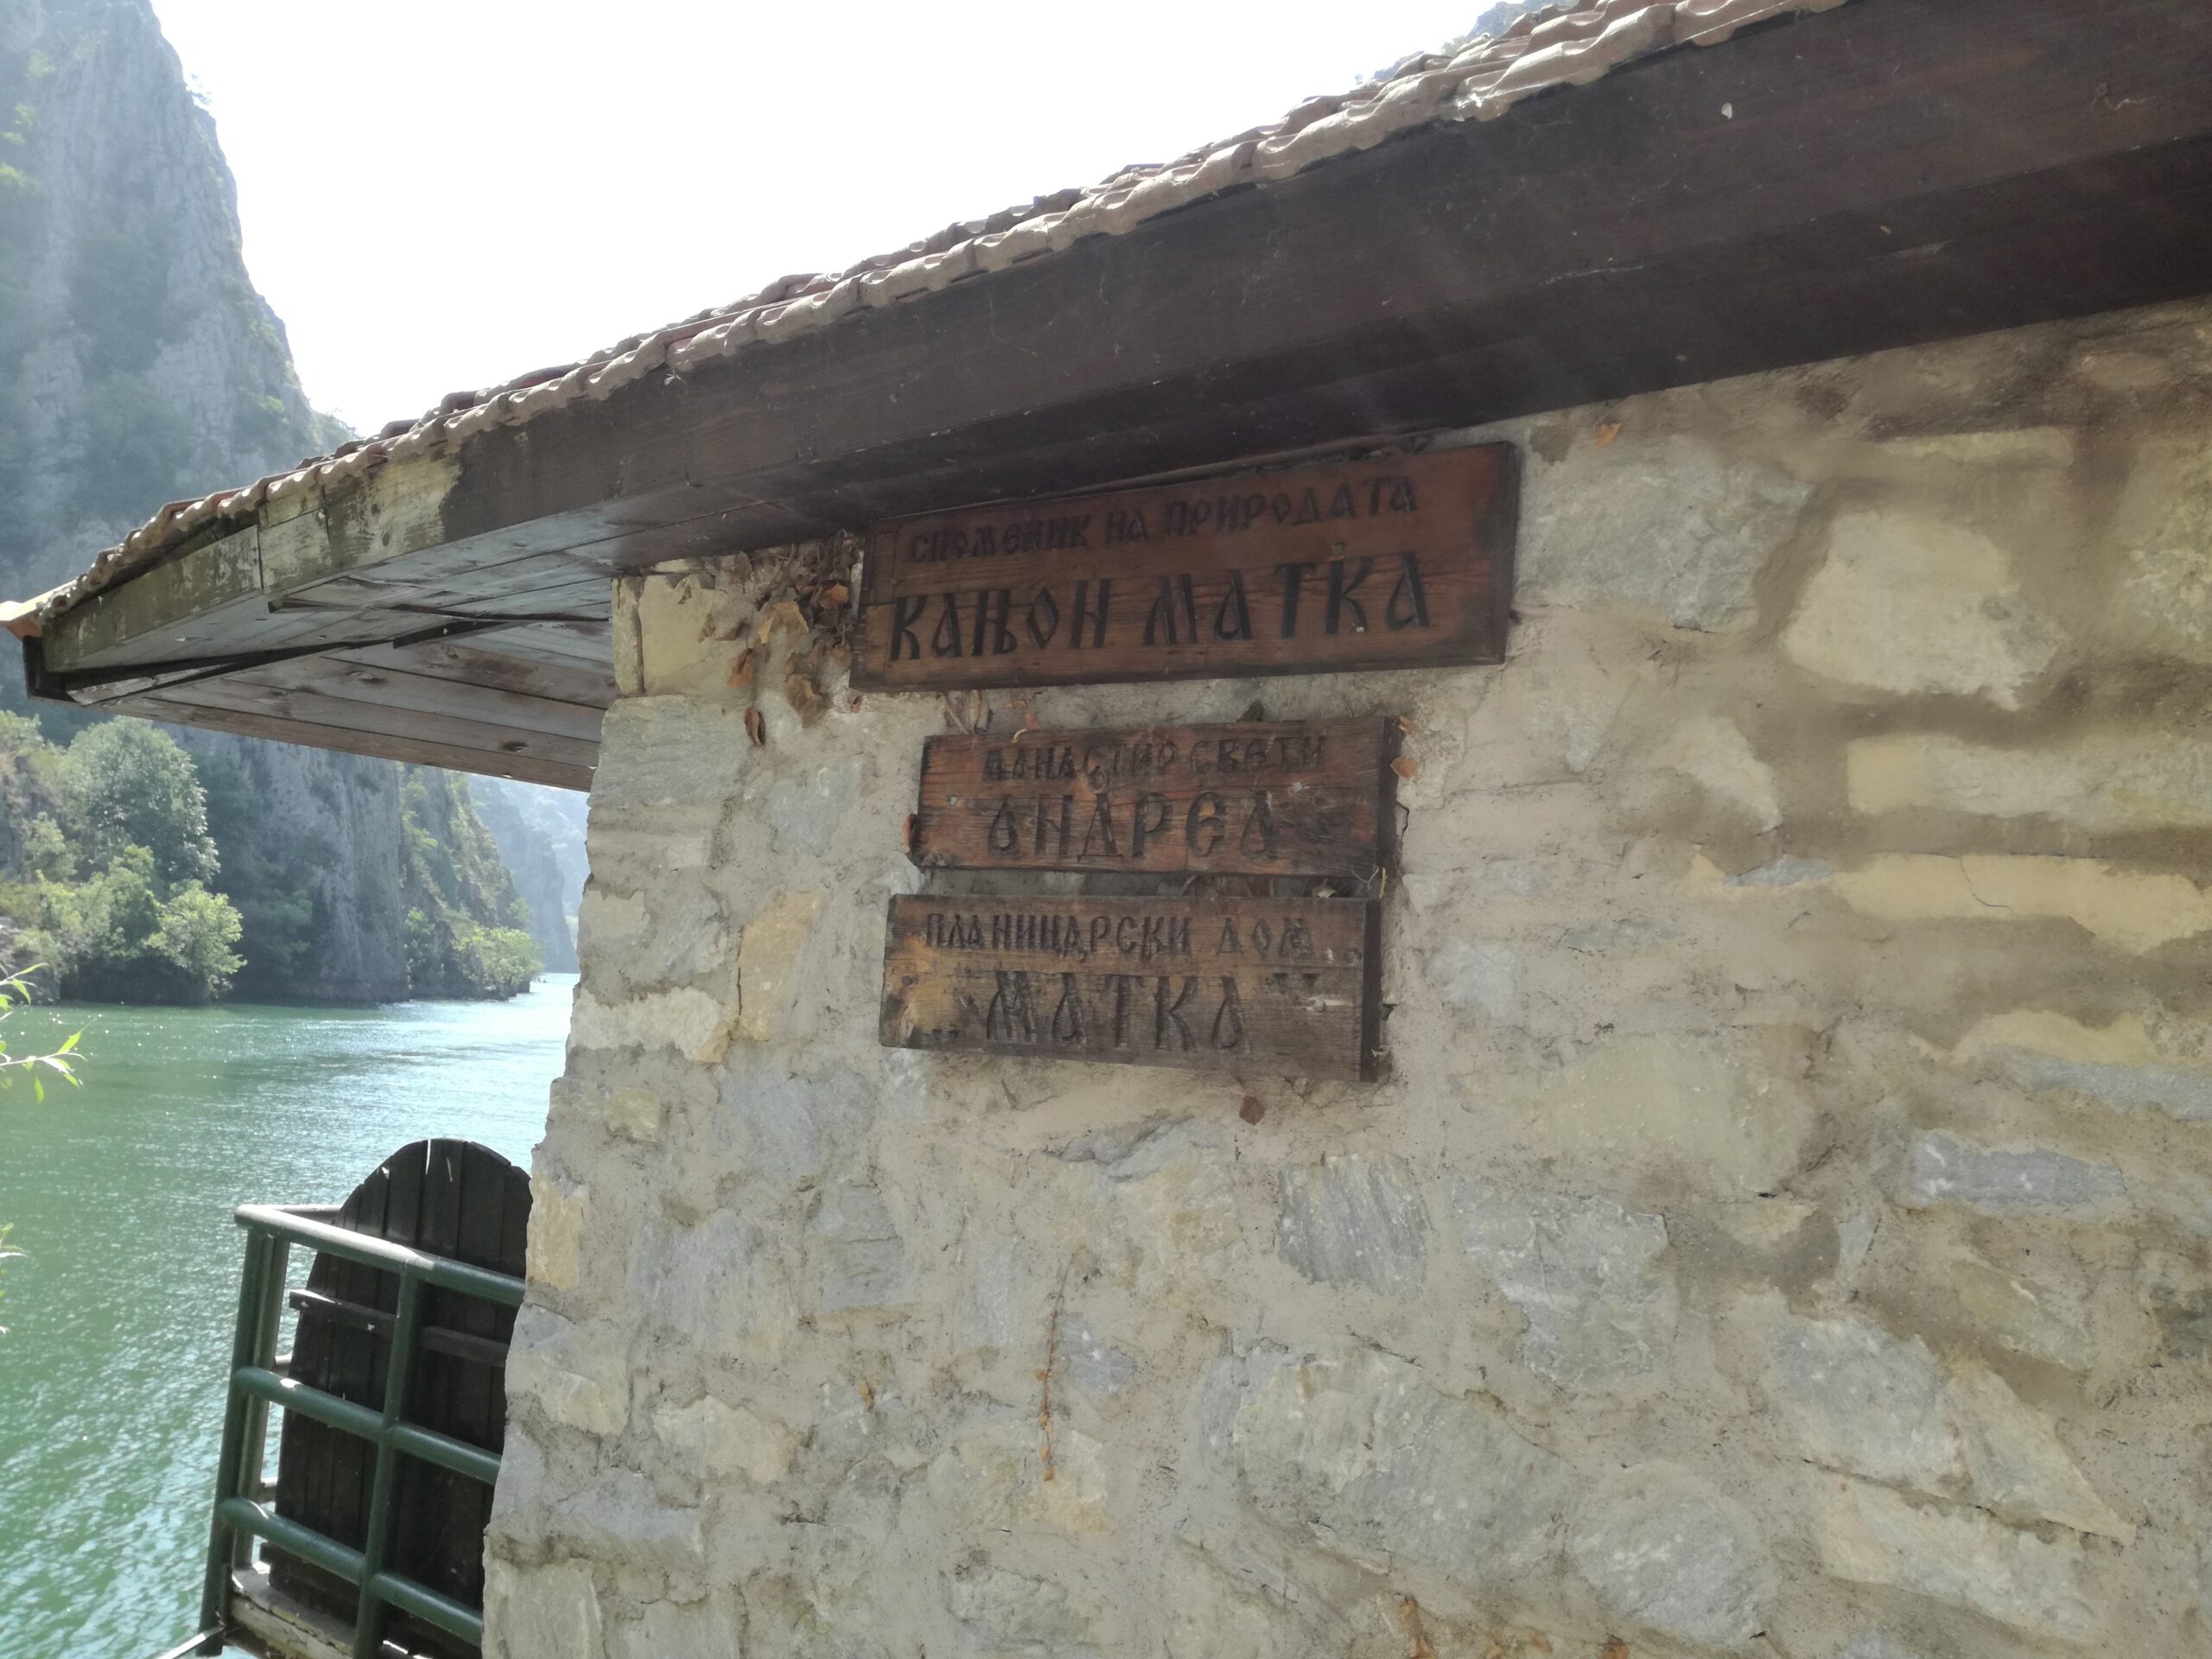 СПОМЕНИК НА ПРИРОДАТА
КАЊОН МАТКА
МАНАСТИР СВЕТИ
АНДРЕА
ПЛАНИНАРСКИ ДОМ
„МАТКА"